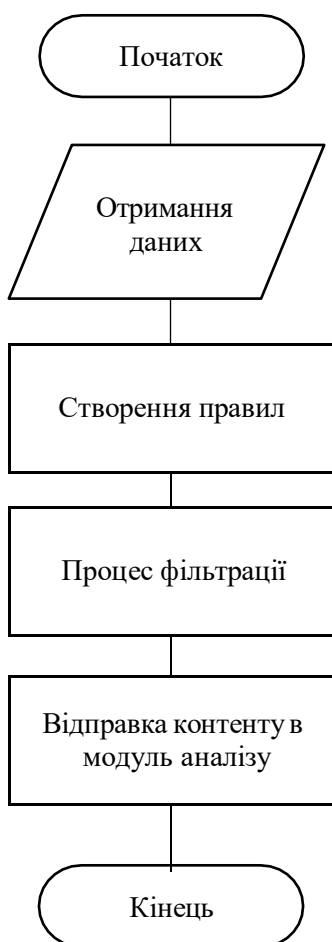 Початок
Отримання
даних
Створення правил
Процес фільтрації
Відправка контенту в
модуль аналізу
Кінець